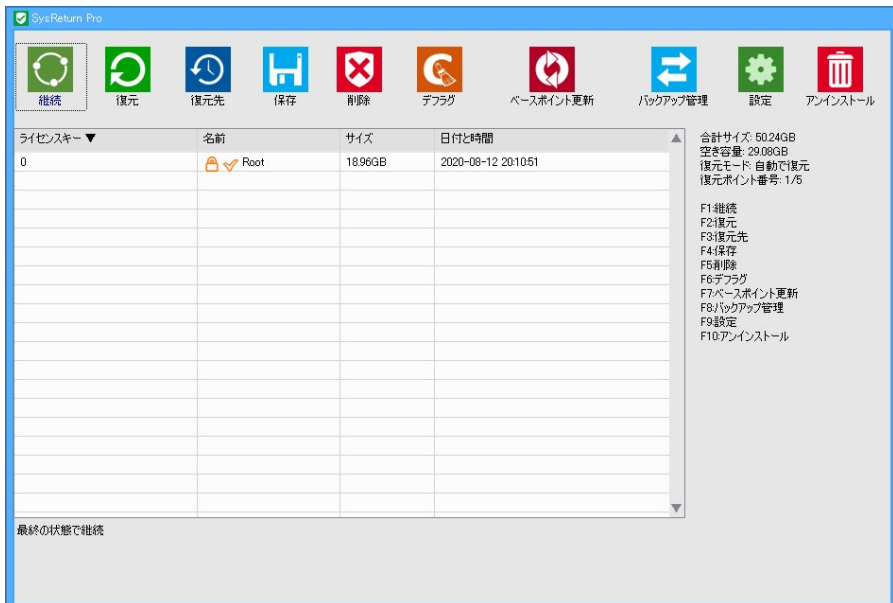 SysReturn Pro
継続 復元 復元先 保存 削除 デフラグ ベースポイント更新 バックアップ管理 設定 アンインストール
ライセンスキー▼ 名前 サイズ 日付と時間
0 Root 18.96GB 2020-08-12 20:10:51
合計サイズ: 50.24GB
空き容量: 29.08GB
復元モード: 自動で復元
復元ポイント番号: 1/5
F1:継続
F2:復元
F3:復元先
F4:保存
F5:削除
F6:デフラグ
F7:ベースポイント更新
F8:バックアップ管理
F9:設定
F10:アンインストール
最終の状態で継続